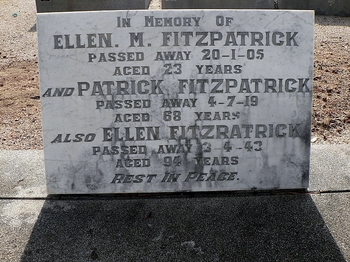 In Memory Of
Ellen. M. Fitzpatrick
Passed Away 20-1-05
Aged 23 Years
And Patrick Fitzpatrick
Passed Away 4-7-19
Aged 68 Years
Also Ellen Fitzratrick
Passed Away 3-4-43
Aged 94 Years
Rest In Peace.